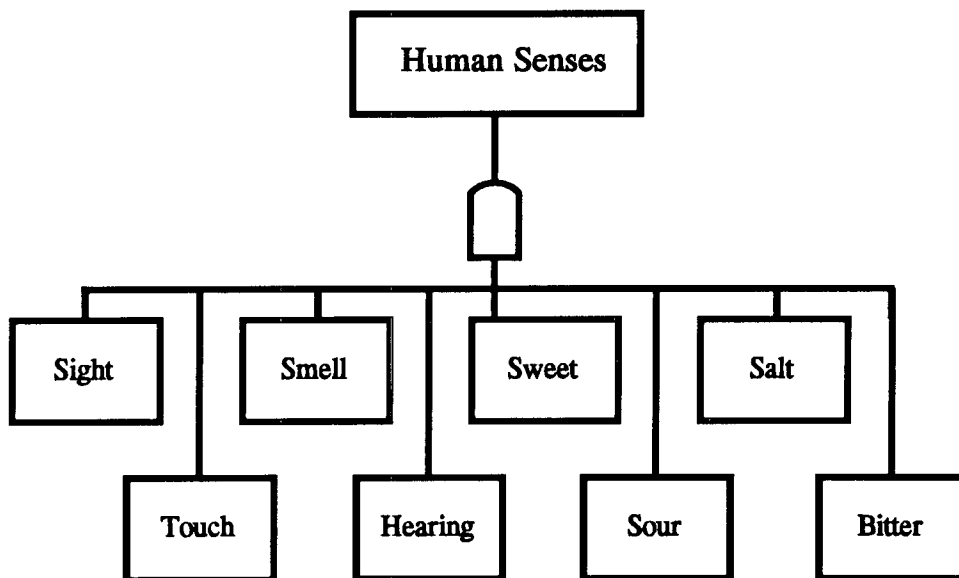 Human Senses
Sight
Smell
Sweet
Salt
Touch
Hearing
Sour
Bitter